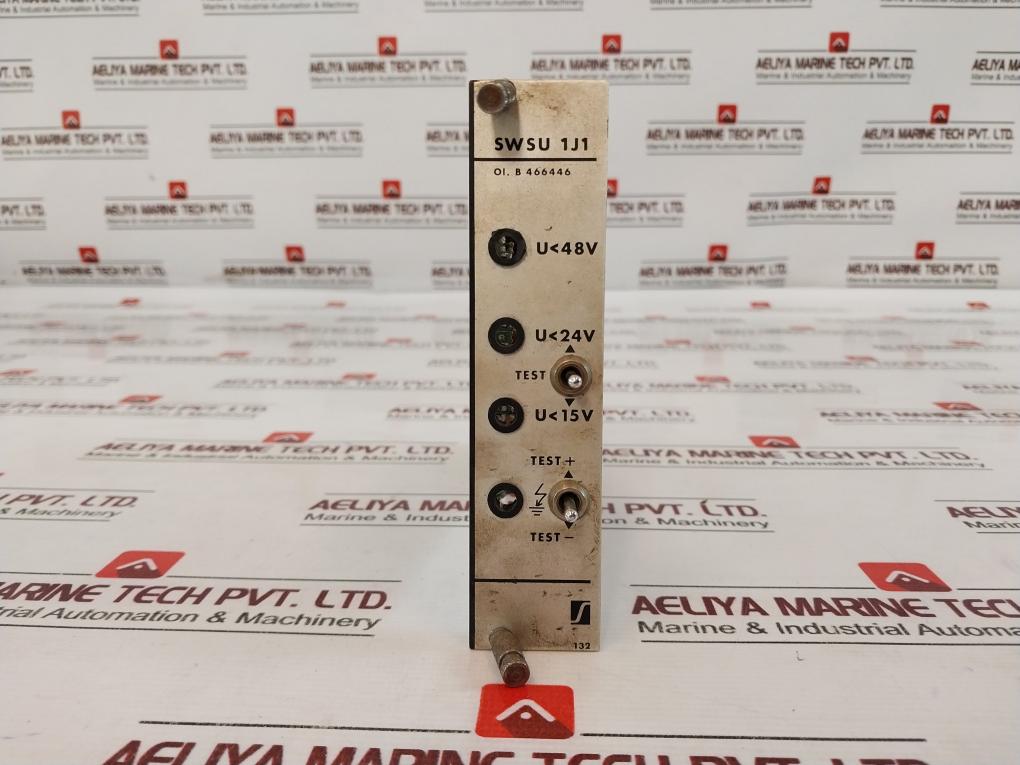 SWSU 1J1
OI. B 466446
U<48V
U<24V
TEST
U<15V
TEST+
TEST-
132
AELIYA MARINE TECH PVT. LTD.
Marine & Industrial Automation & Machinery